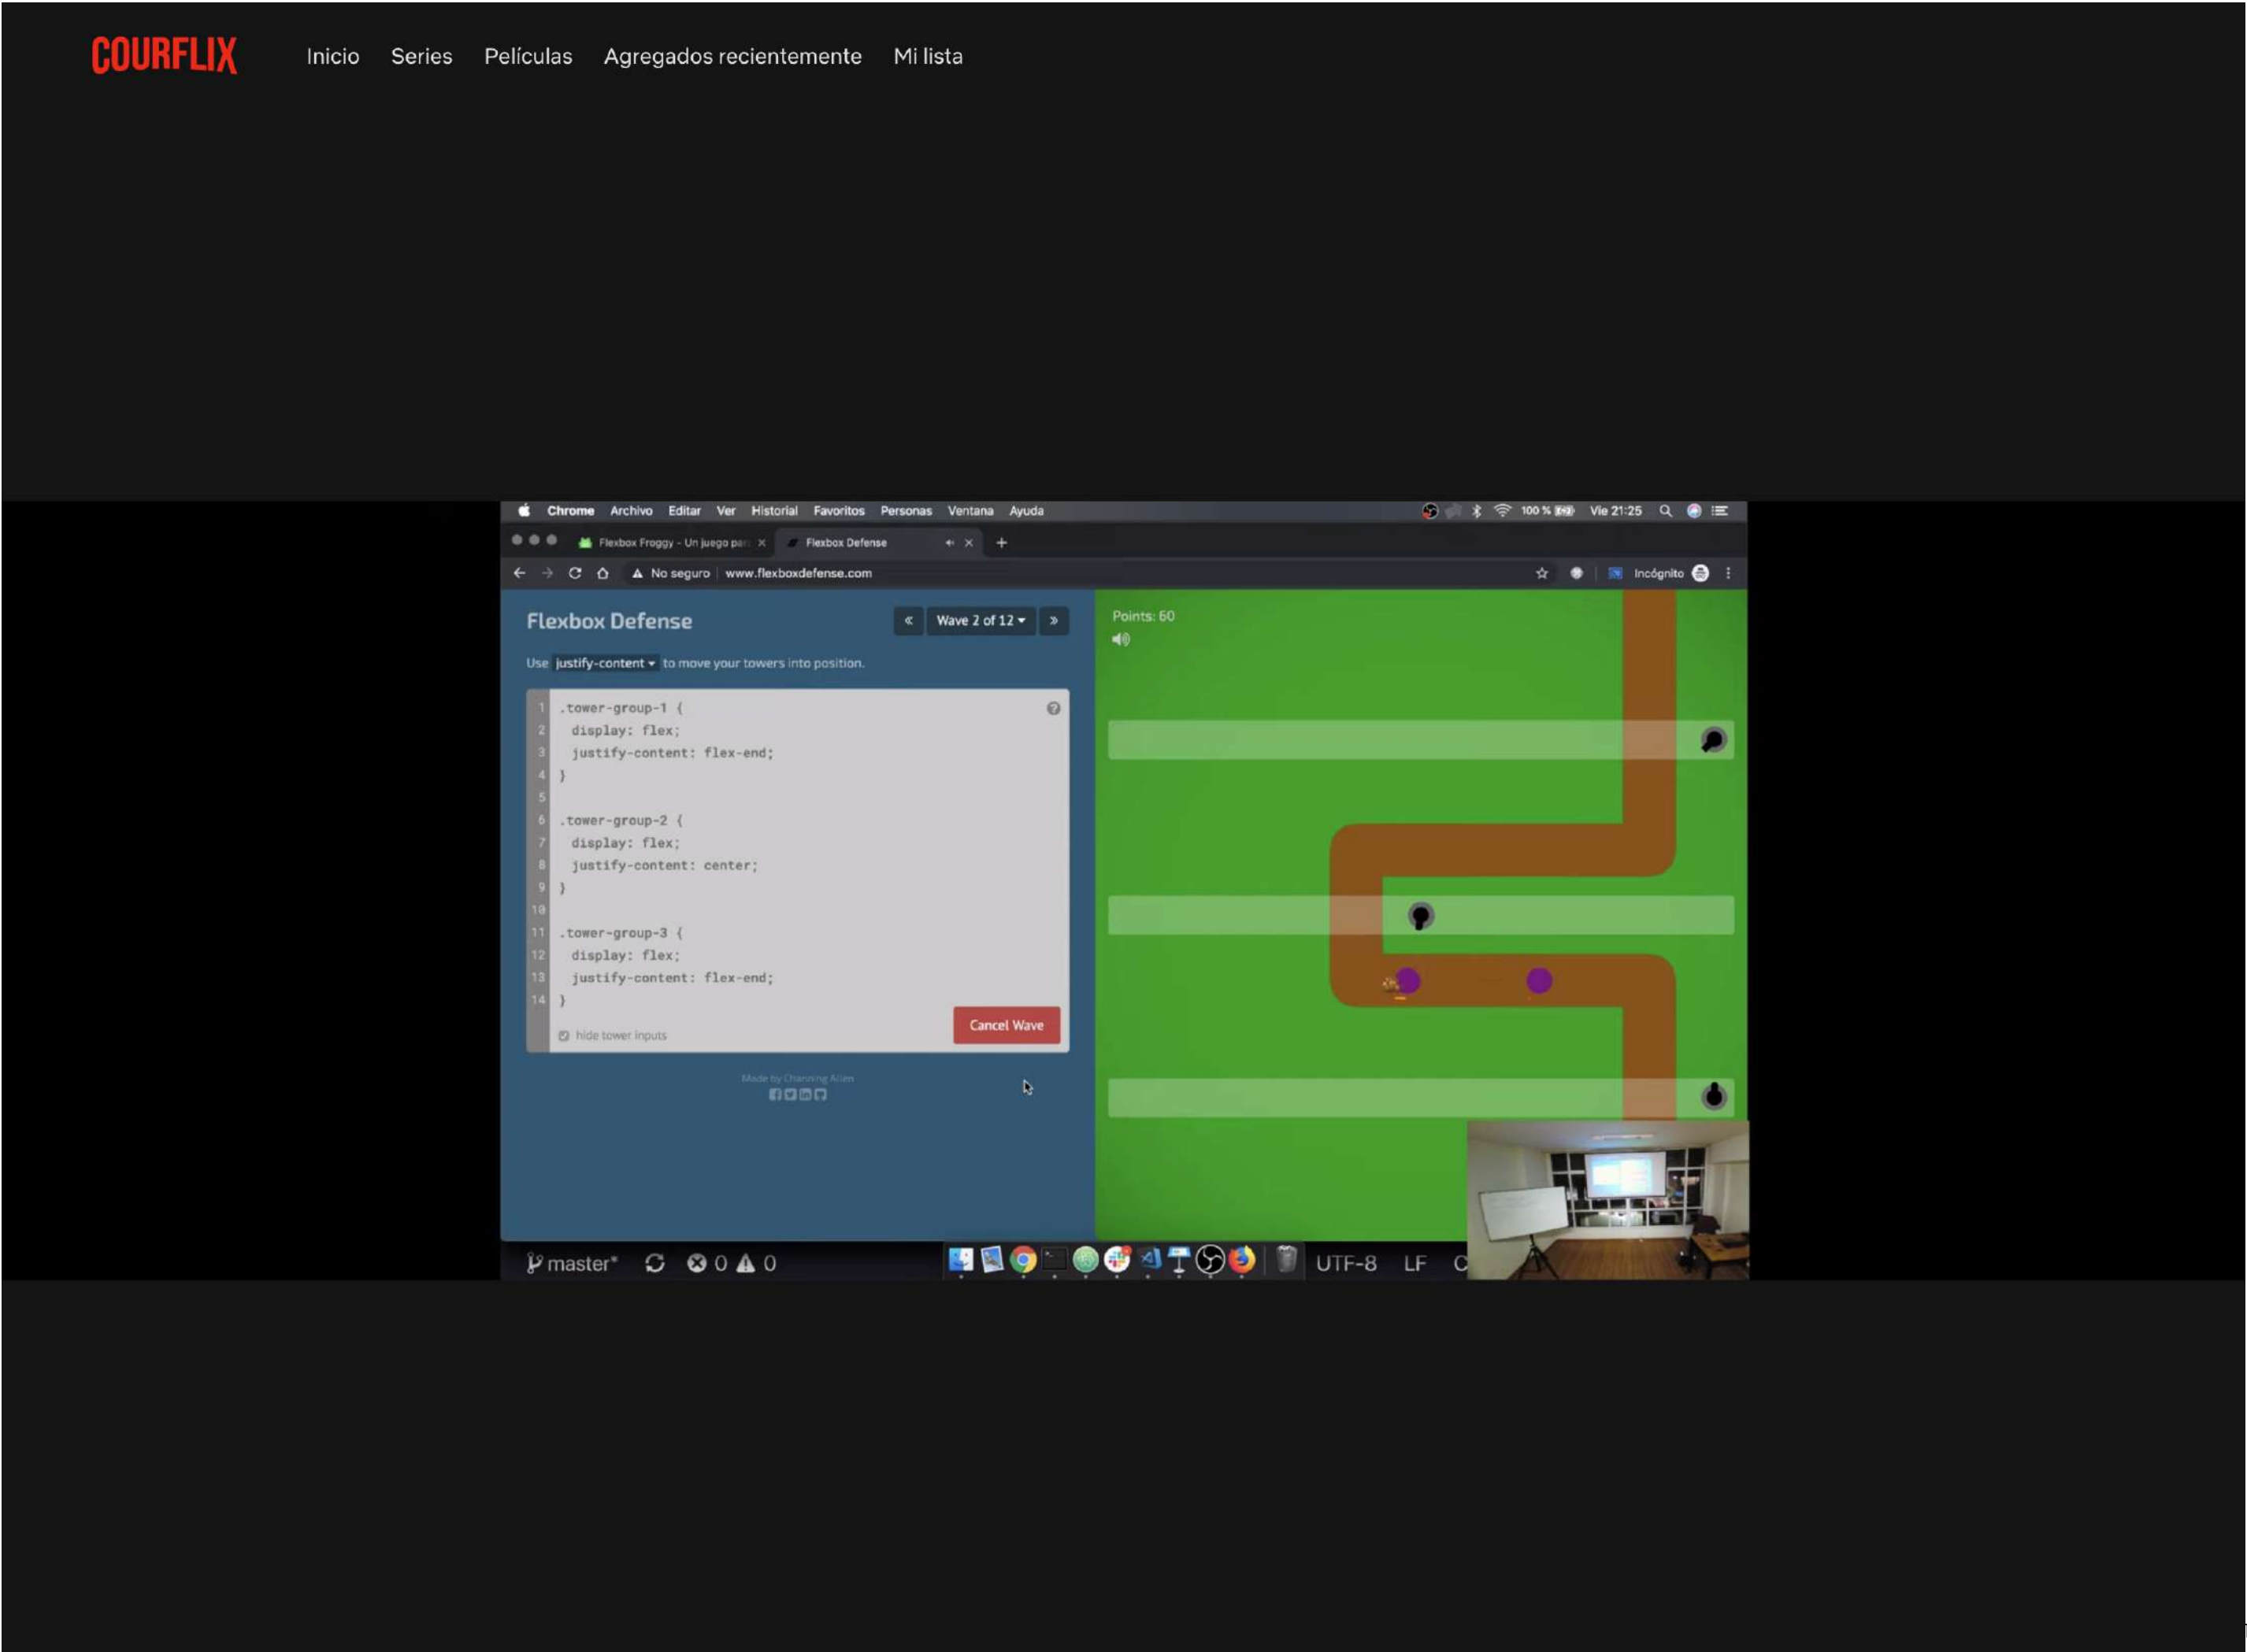 COURFLIX Inicio Series Películas Agregados recientemente Mi lista
Chrome Archivo Editar Ver Historial Favoritos Personas Ventana Ayuda 100 % Vie 21:25
Flexbox Froggy - Un juego par Flexbox Defense
No seguro www.flexboxdefense.com Incógnito
Flexbox Defense « Wave 2 of 12 »
Use justify-content to move your towers into position.
1 .tower-group-1 {
2 display: flex;
3 justify-content: flex-end;
4 }
5
6 .tower-group-2 {
7 display: flex;
8 justify-content: center;
9 }
10
11 .tower-group-3 {
12 display: flex;
13 justify-content: flex-end;
14 }
hide tower inputs
Cancel Wave
Made by Channing Allen
Points: 60
master* 0 0 UTF-8 LF C